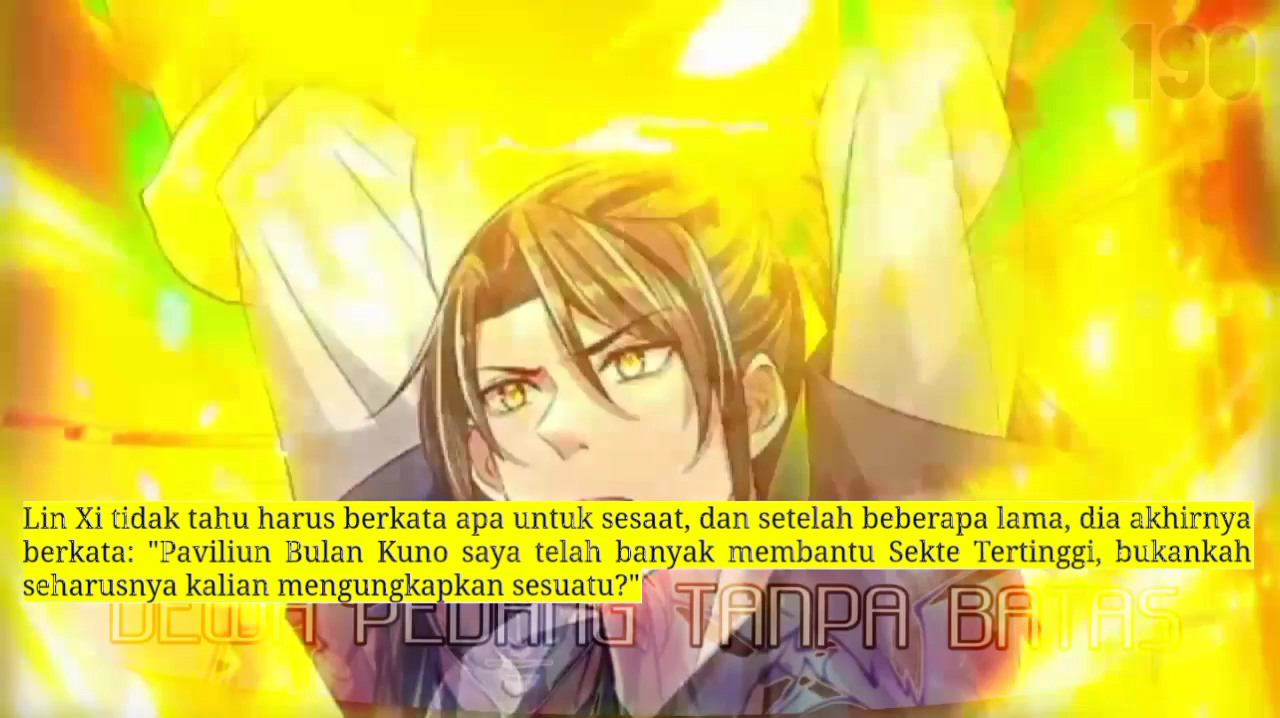 190
Lin Xi tidak tahu harus berkata apa untuk sesaat, dan setelah beberapa lama, dia akhirnya
berkata: "Paviliun Bulan Kuno saya telah banyak membantu Sekte Tertinggi, bukankah
seharusnya kalian mengungkapkan sesuatu?"
DEWA PEDANG TANPA BATAS